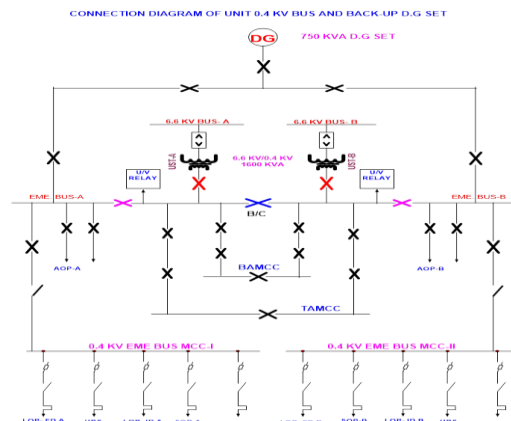 CONNECTION DIAGRAM OF UNIT 0.4 KV BUS AND BACK-UP D.G SET
DG
750 KVA D.G SET
6.6 KV BUS- A
6.6 KV BUS- B
UST-A
6.6 KV/0.4 KV
1600 KVA
UST-B
U/V
RELAY
U/V
RELAY
EME. BUS-A
B/C
EME. BUS-B
AOP-A
BAMCC
AOP-B
TAMCC
0.4 KV EME BUS MCC-I
0.4 KV EME BUS MCC-II